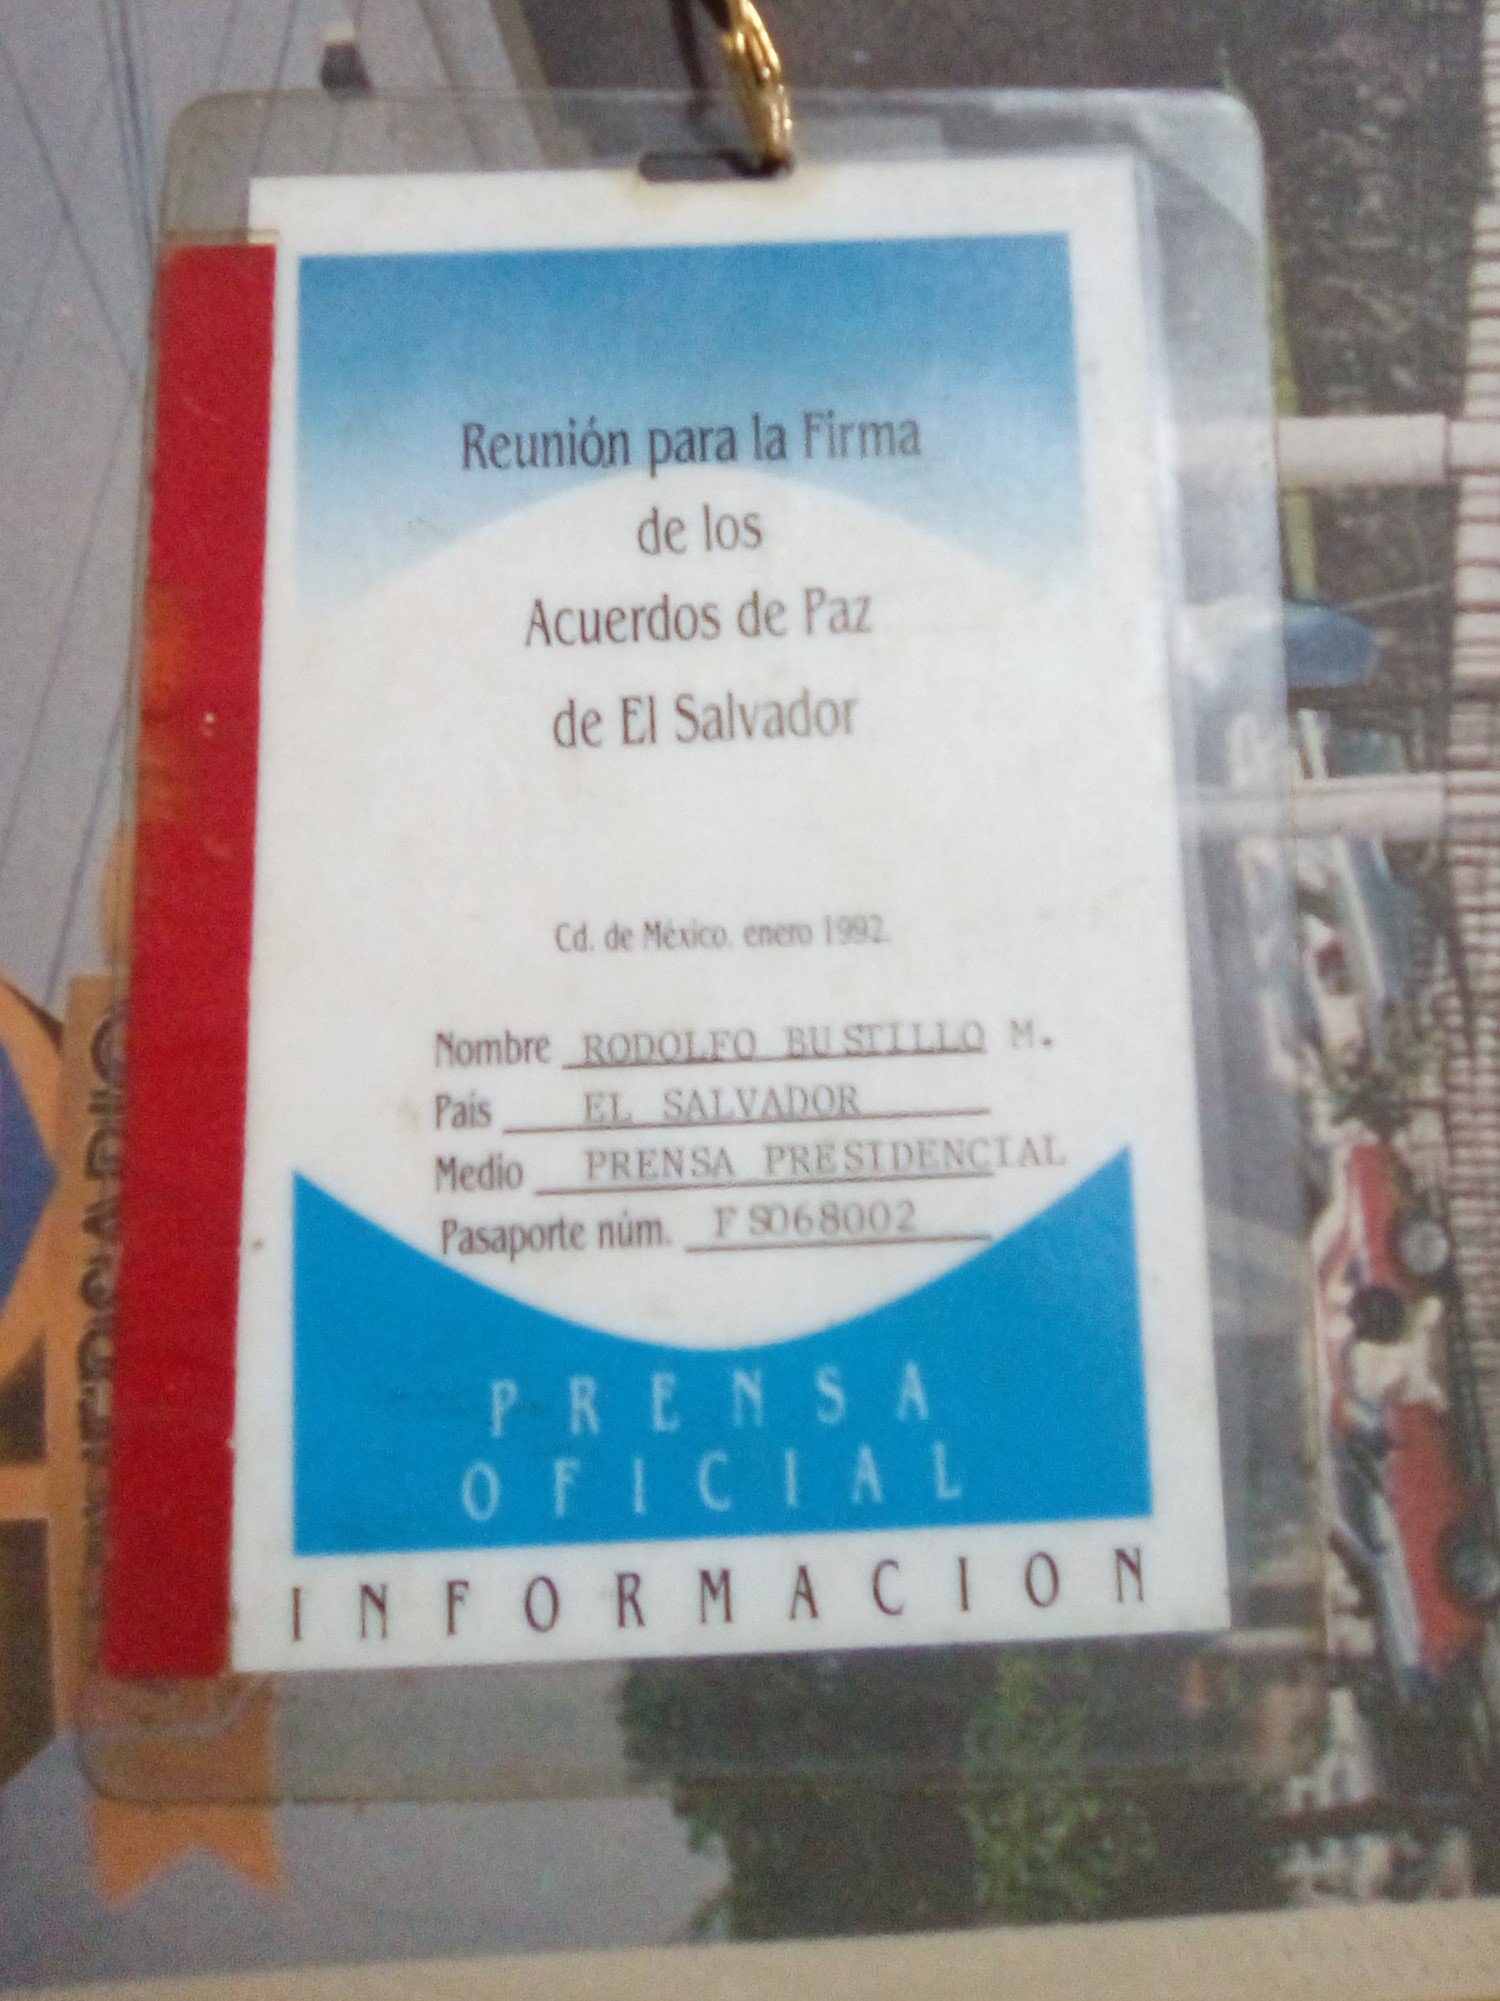 Reunión para la Firma
de los
Acuerdos de Paz
de El Salvador
Cd. de México. enero 1992.
Nombre RODOLFO BUSTILLO M.
País EL SALVADOR
Medio PRENSA PRESIDENCIAL
Pasaporte núm. FS068002
PRENSA
OFICIAL
INFORMACION